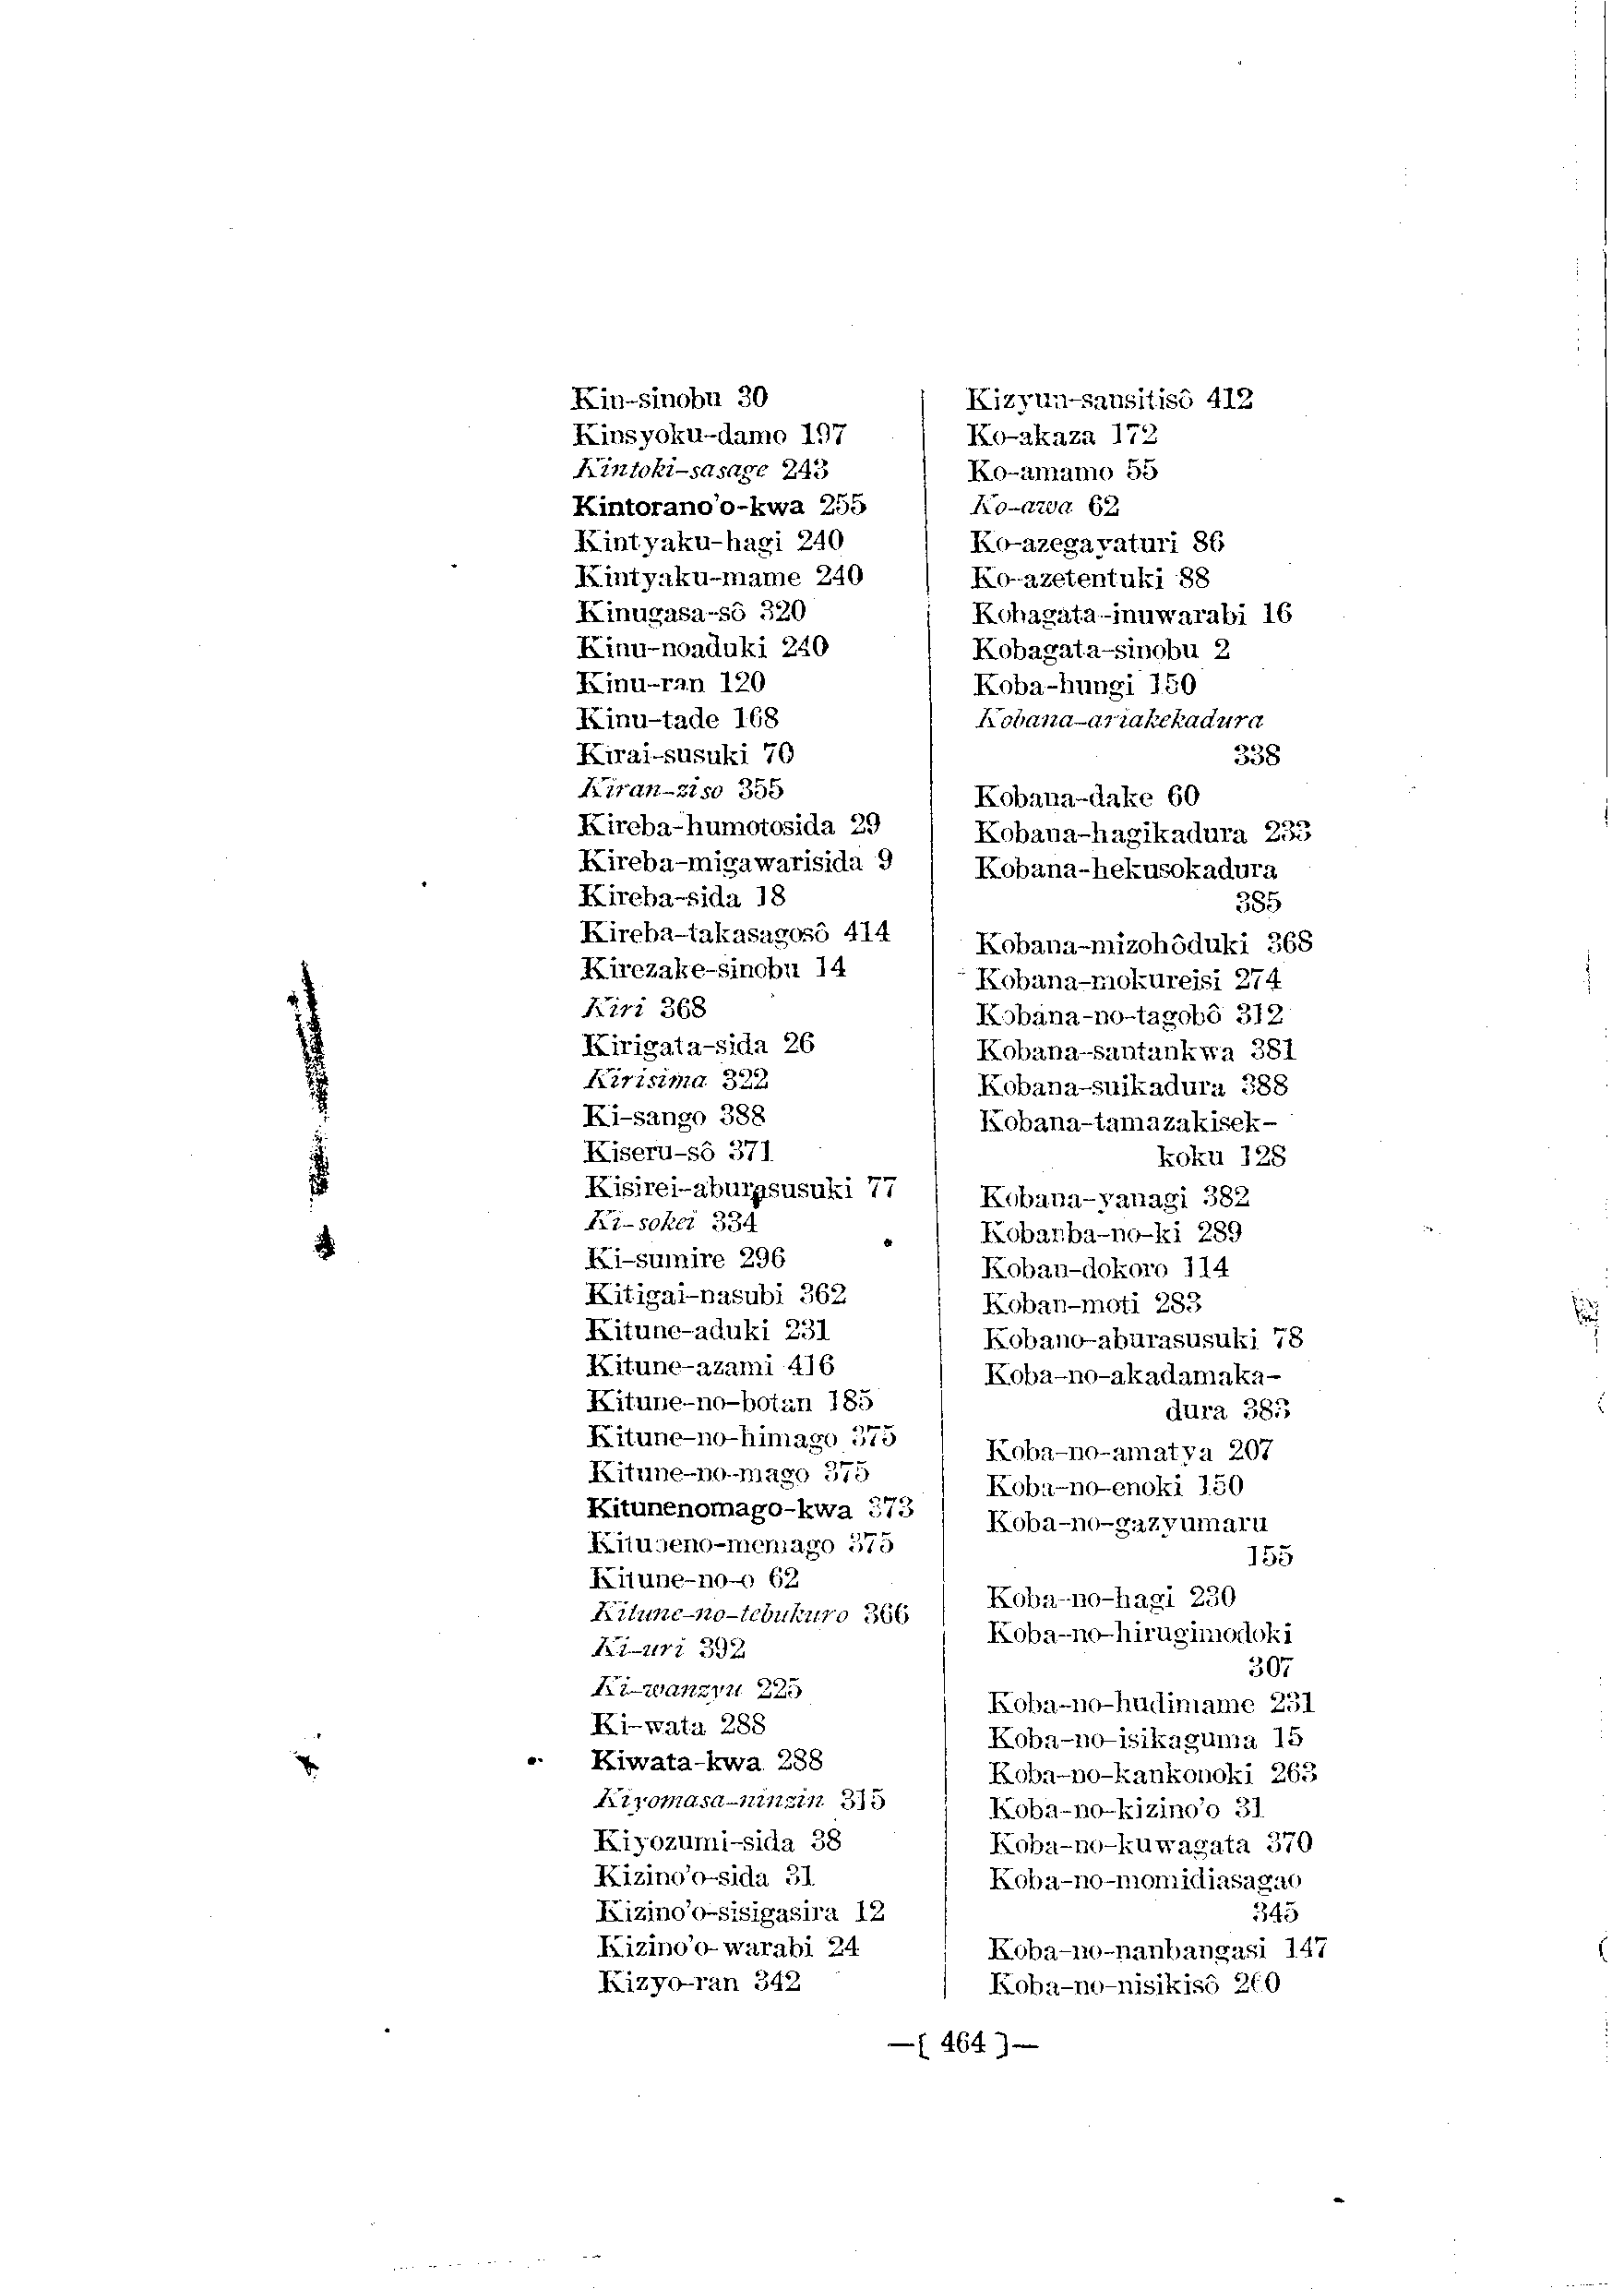 Kin-sinobu 30
Kinsyoku-damo 197
Kintoki-sasage 243
Kintorano'o-kwa 255
Kintyaku-hagi 240
Kintyaku-mame 240
Kinugasa-sô 320
Kinu-noaduki 240
Kinu-ran 120
Kinu-tade 168
Kirai-susuki 70
Kiran-ziso 355
Kireba-humotosida 29
Kireba-migawarisida 9
Kireba-sida 18
Kireba-takasagosô 414
Kirezake-sinobu 14
Kiri 368
Kirigata-sida 26
Kirisima 322
Ki-sango 388
Kiseru-sô 371
Kisirei-aburasusuki 77
Ki-sokei 334
Ki-sumire 296
Kitigai-nasubi 362
Kitune-aduki 231
Kitune-azami 416
Kitune-no-botan 185
Kitune-no-himago 375
Kitune-no-mago 375
Kitunenomago-kwa 373
Kituneno-memago 375
Kitune-no-o 62
Kitune-no-tebukuro 366
Ki-uri 392
Ki-wanzyu 225
Ki-wata 288
Kiwata-kwa 288
Kiyomasa-ninzin 315
Kiyozumi-sida 38
Kizino'o-sida 31
Kizino'o-sisigasira 12
Kizino'o-warabi 24
Kizyo-ran 342
Kizyun-sansitisô 412
Ko-akaza 172
Ko-amamo 55
Ko-awa 62
Ko-azegayaturi 86
Ko-azetentuki 88
Kobagata-inuwarabi 16
Kobagata-sinobu 2
Koba-hungi 150
Kobana-ariakekadura
338
Kobana-dake 60
Kobana-hagikadura 233
Kobana-hekusokadura
385
Kobana-mizohôduki 368
Kobana-mokureisi 274
Kobana-no-tagobô 312
Kobana-santankwa 381
Kobana-suikadura 388
Kobana-tamazakisek-
koku 128
Kobana-yanagi 382
Kobanba-no-ki 289
Koban-dokoro 114
Koban-moti 283
Kobano-aburasusuki 78
Koba-no-akadamaka-
dura 383
Koba-no-amatya 207
Koba-no-enoki 150
Koba-no-gazyumaru
155
Koba-no-hagi 230
Koba-no-hirugimodoki
307
Koba-no-hudimame 231
Koba-no-isikaguma 15
Koba-no-kankonoki 263
Koba-no-kizino'o 31
Koba-no-kuwagata 370
Koba-no-momidiasagao
345
Koba-no-nanbangasi 147
Koba-no-nisikisô 260
—[ 464 ]—